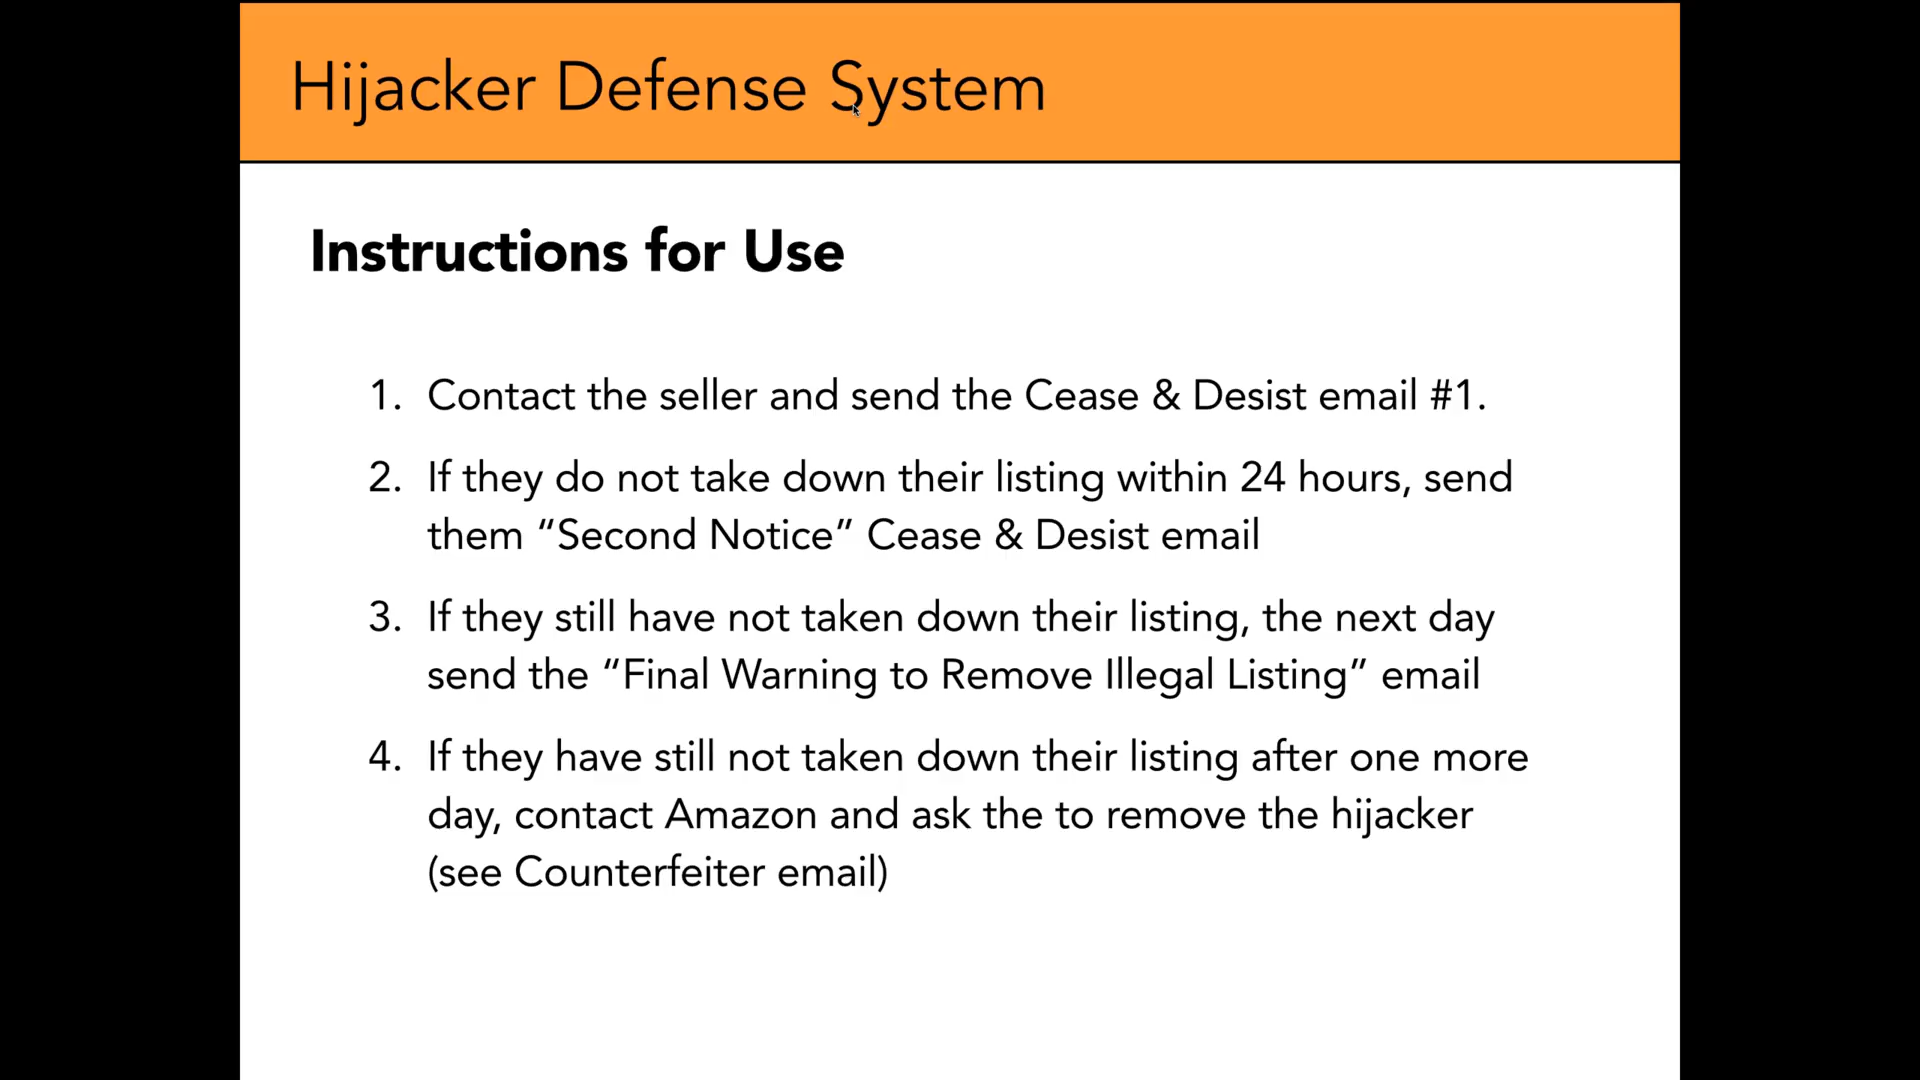 Hijacker Defense System
Instructions for Use
1. Contact the seller and send the Cease & Desist email #1.
2. If they do not take down their listing within 24 hours, send
them “Second Notice” Cease & Desist email
3. If they still have not taken down their listing, the next day
send the “Final Warning to Remove Illegal Listing” email
4. If they have still not taken down their listing after one more
day, contact Amazon and ask the to remove the hijacker
(see Counterfeiter email)